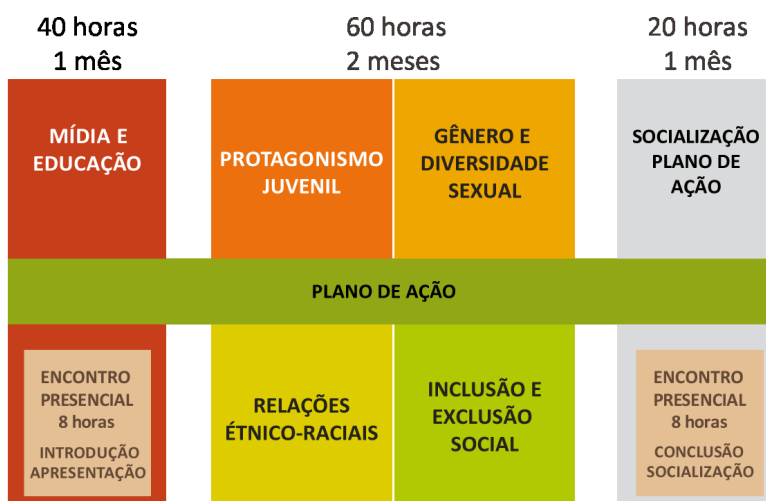 40 horas
1 mês
60 horas
2 meses
20 horas
1 mês
MÍDIA E
EDUCAÇÃO
PROTAGONISMO
JUVENIL
GÊNERO E
DIVERSIDADE
SEXUAL
SOCIALIZAÇÃO
PLANO DE
AÇÃO
PLANO DE AÇÃO
ENCONTRO
PRESENCIAL
8 horas
INTRODUÇÃO
APRESENTAÇÃO
RELAÇÕES
ÉTNICO-RACIAIS
INCLUSÃO E
EXCLUSÃO
SOCIAL
ENCONTRO
PRESENCIAL
8 horas
CONCLUSÃO
SOCIALIZAÇÃO